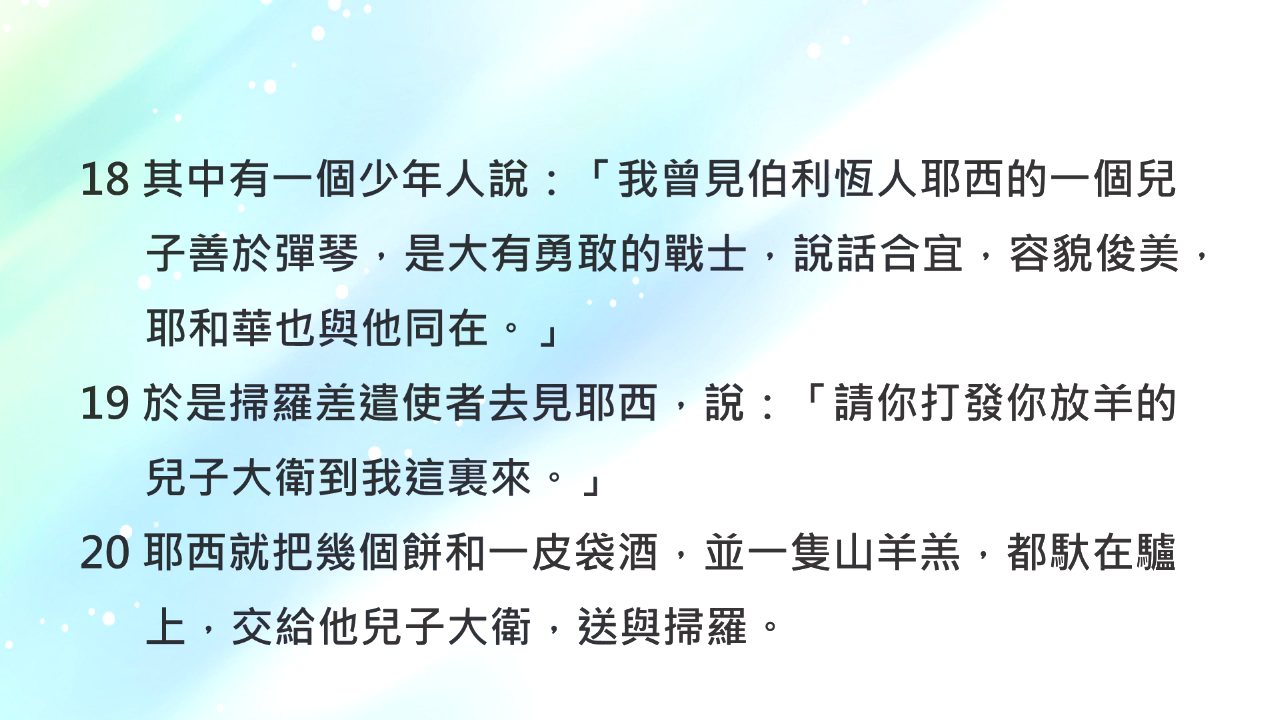 18 其中有一個少年人說：「我曾見伯利恆人耶西的一個兒
子善於彈琴，是大有勇敢的戰士，說話合宜，容貌俊美，
耶和華也與他同在。」
19 於是掃羅差遣使者去見耶西，說：「請你打發你放羊的
兒子大衛到我這裏來。」
20 耶西就把幾個餅和一皮袋酒，並一隻山羊羔，都馱在驢
上，交給他兒子大衛，送與掃羅。